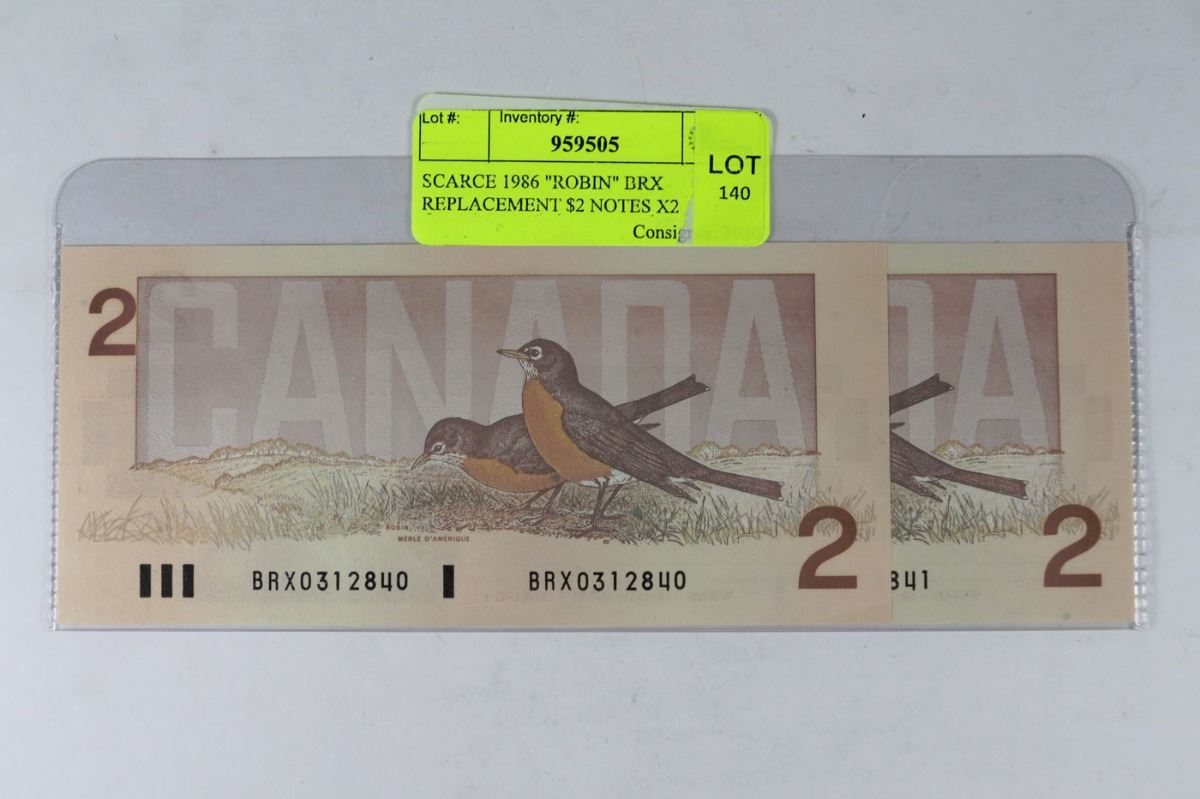 Lot #:
Inventory #:
959505
SCARCE 1986 "ROBIN" BRX
REPLACEMENT $2 NOTES X2
LOT
140
2
CANADA
DA
ROBIN
MERLE D'AMÉRIQUE
BRX0312840
BRX0312840
2
841
2